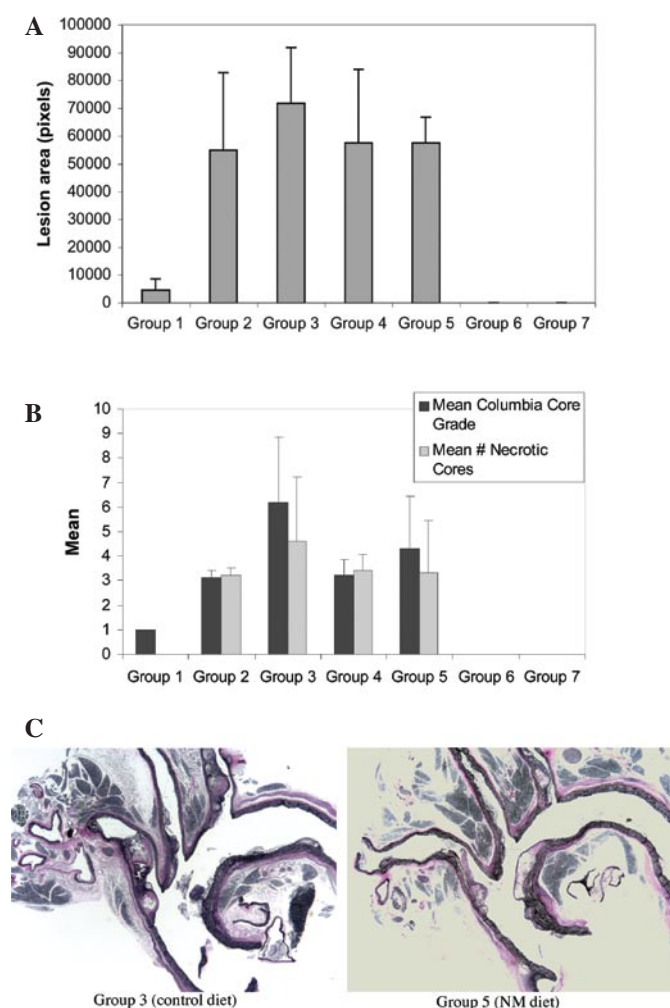 A
Lesion area (pixels)
100000
90000
80000
70000
60000
50000
40000
30000
20000
10000
0
Group 1 Group 2 Group 3 Group 4 Group 5 Group 6 Group 7
B
Mean
10
9
8
7
6
5
4
3
2
1
0
Mean Columbia Core
Grade
Mean # Necrotic
Cores
Group 1 Group 2 Group 3 Group 4 Group 5 Group 6 Group 7
C
Group 3 (control diet)
Group 5 (NM diet)